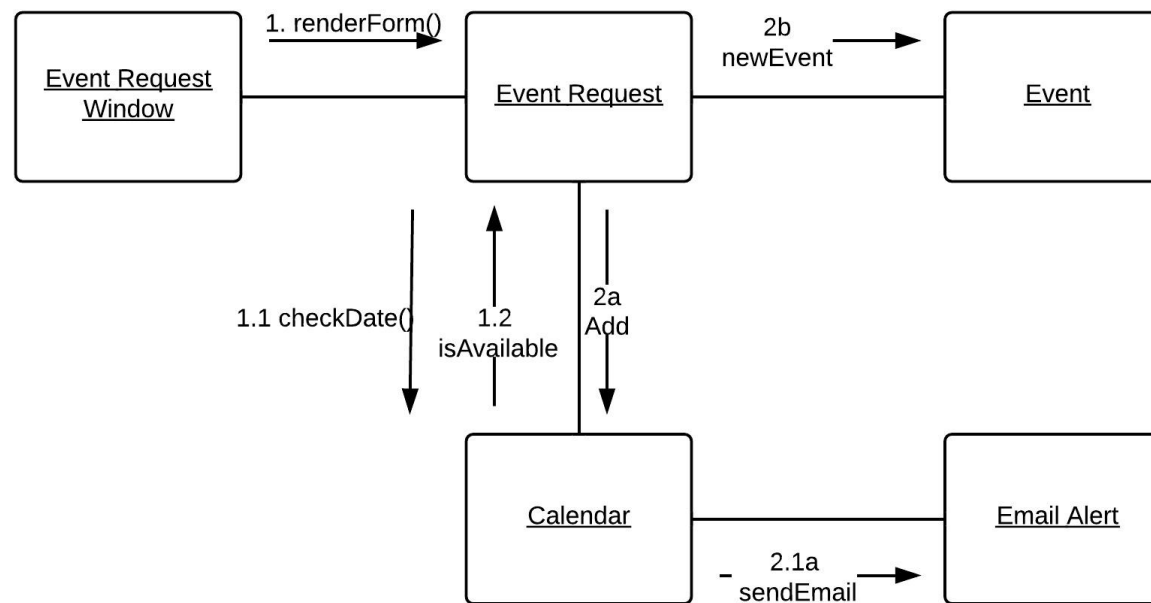 1. renderForm()
2b
newEvent
Event Request
Window
Event Request
Event
1.1 checkDate()
1.2
isAvailable
2a
Add
Calendar
Email Alert
2.1a
sendEmail